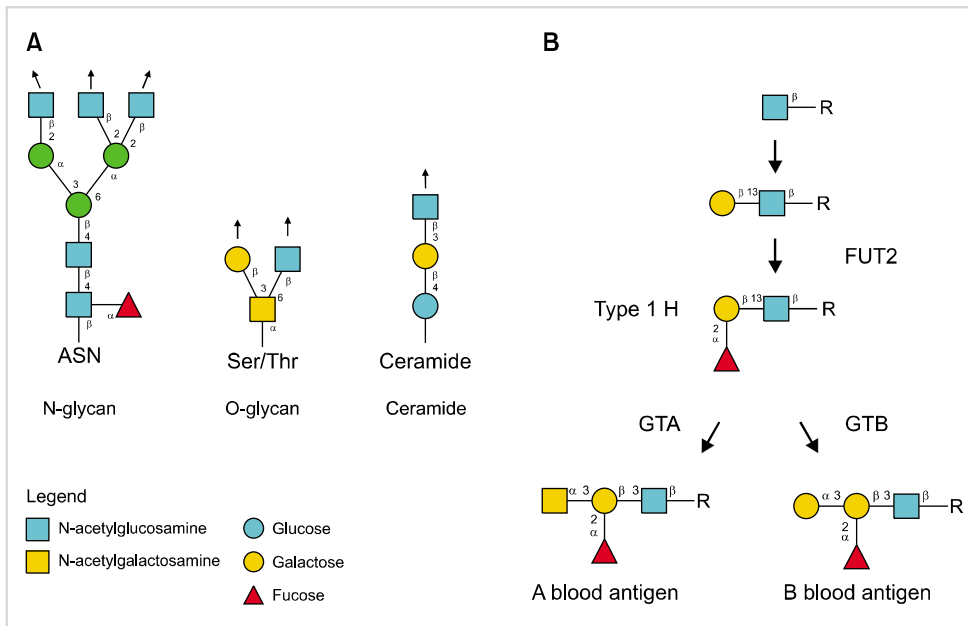 A
β
β
β
2
2
2
α
α
3
6
β
4
β
4
α
β
ASN
N-glycan
β
3
6
β
α
Ser/Thr
O-glycan
β
3
β
4
Ceramide
Ceramide
Legend
N-acetylglucosamine
N-acetylgalactosamine
Glucose
Galactose
Fucose
B
β
R
β 13 β
R
FUT2
Type 1 H
β 13 β
R
2
α
GTA
GTB
α 3 β 3 β
R
2
α
A blood antigen
α 3 β 3 β
R
2
α
B blood antigen